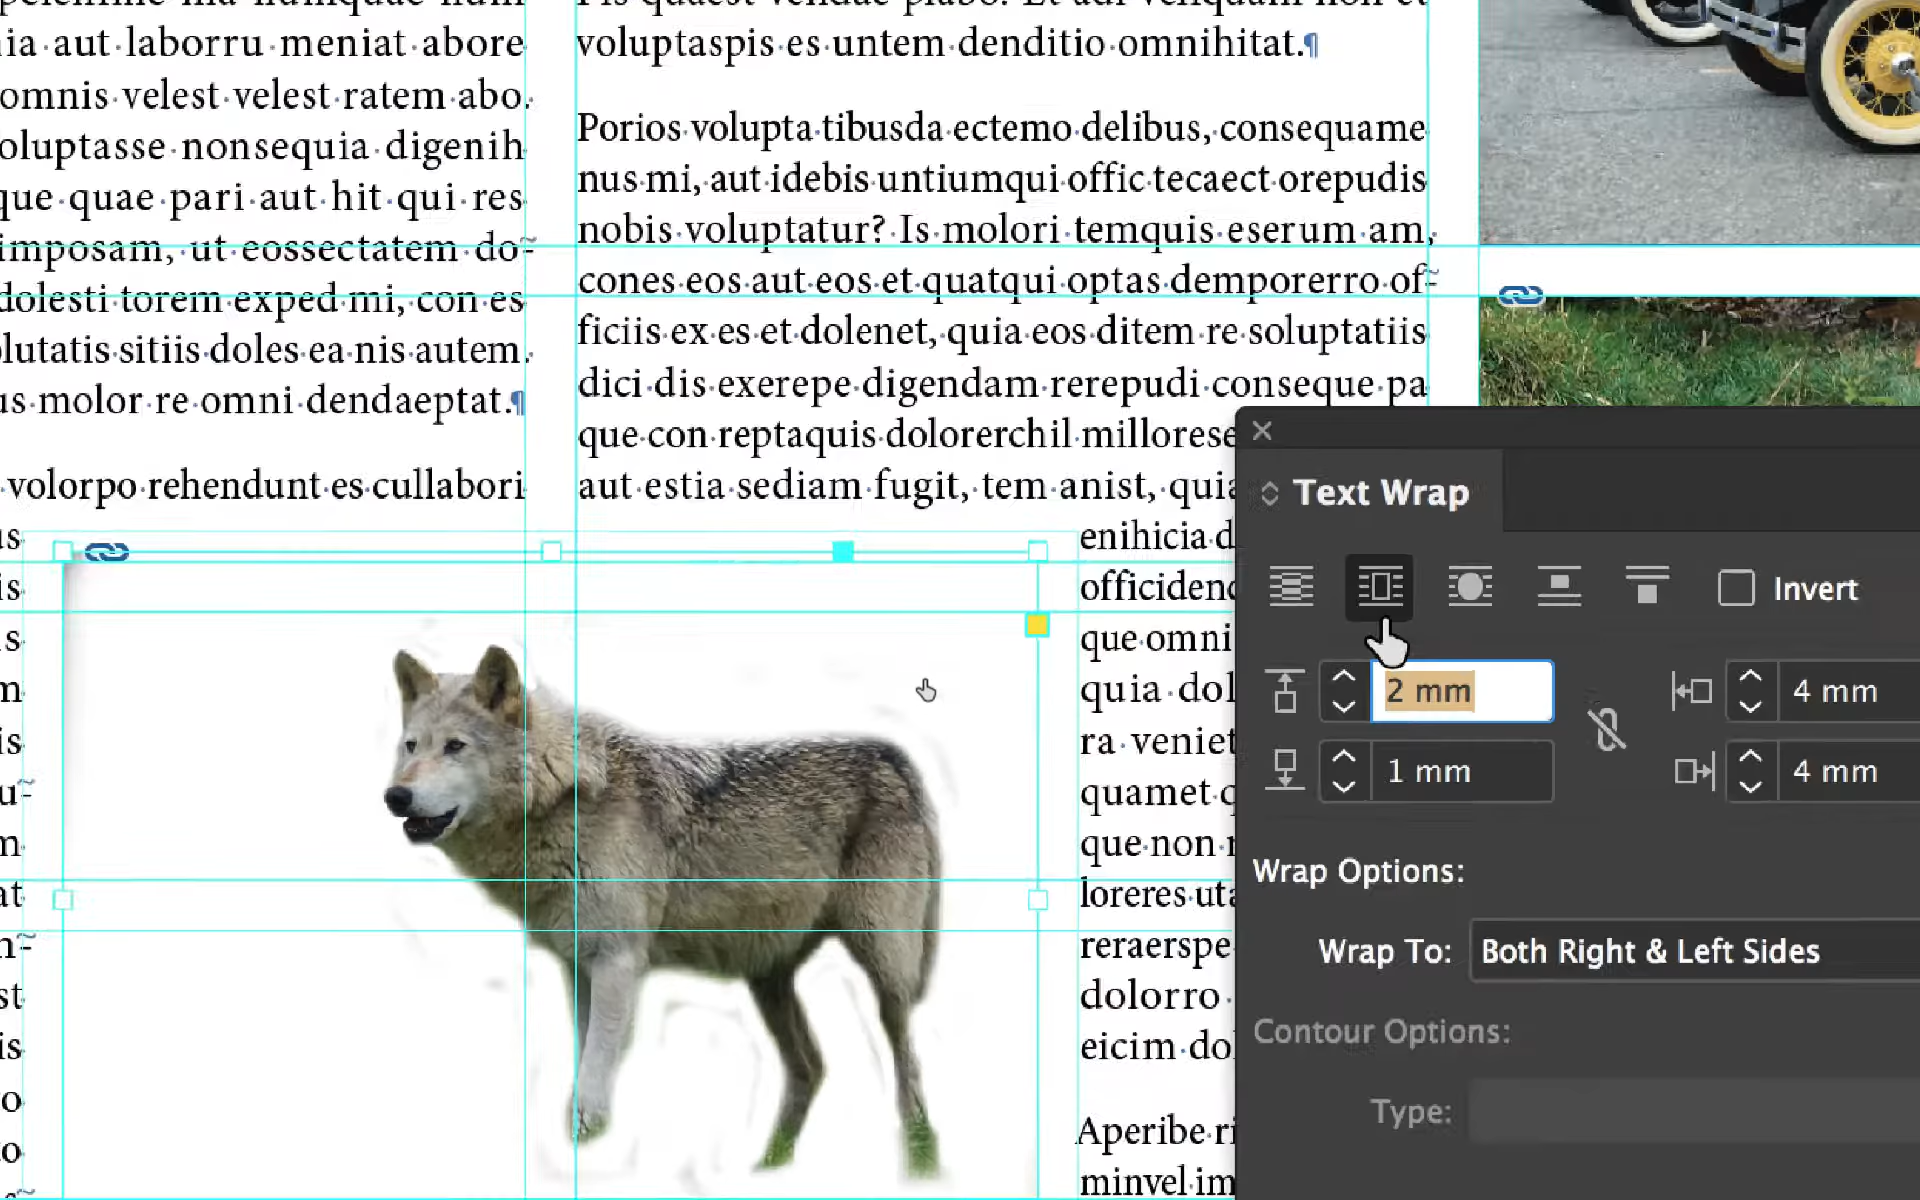 ia aut laborru meniat abore
omnis velest velest ratem abo.
oluptasse nonsequia digenih
que quae pari aut hit qui res
imposam, ut eossectatem do-
dolesti torem exped mi, con es
lutatis sitiis doles ea nis autem.
us molor re omni dendaeptat.¶
volorpo rehendunt es cullabori
voluptaspis es untem denditio omnihitat.¶
Porios volupta tibusda ectemo delibus, consequame
nus mi, aut idebis untiumqui offic tecaect orepudis
nobis voluptatur? Is molori temquis eserum am,
cones eos aut eos et quatqui optas demporerro of-
ficiis ex es et dolenet, quia eos ditem re soluptatiis
dici dis exerepe digendam rerepudi conseque pa
que con reptaquis dolorerchil millorese
aut estia sediam fugit, tem anist, quia
enihicia d
officidend
que omni
quia dol
ra veniet
quamet q
que non
loreres uta
reraerspe
dolorro
eicim do
Aperibe ri
minvel im
Text Wrap
Invert
2 mm
4 mm
1 mm
4 mm
Wrap Options:
Wrap To: Both Right & Left Sides
Contour Options:
Type: